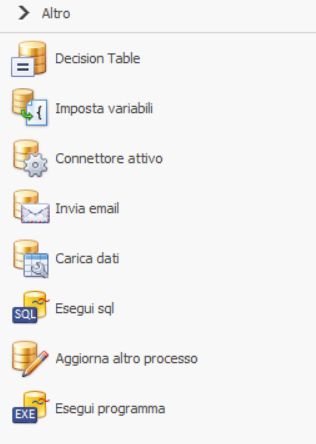 Altro
Decision Table
Imposta variabili
Connettore attivo
Invia email
Carica dati
SQL Esegui sql
Aggiorna altro processo
EXE Esegui programma